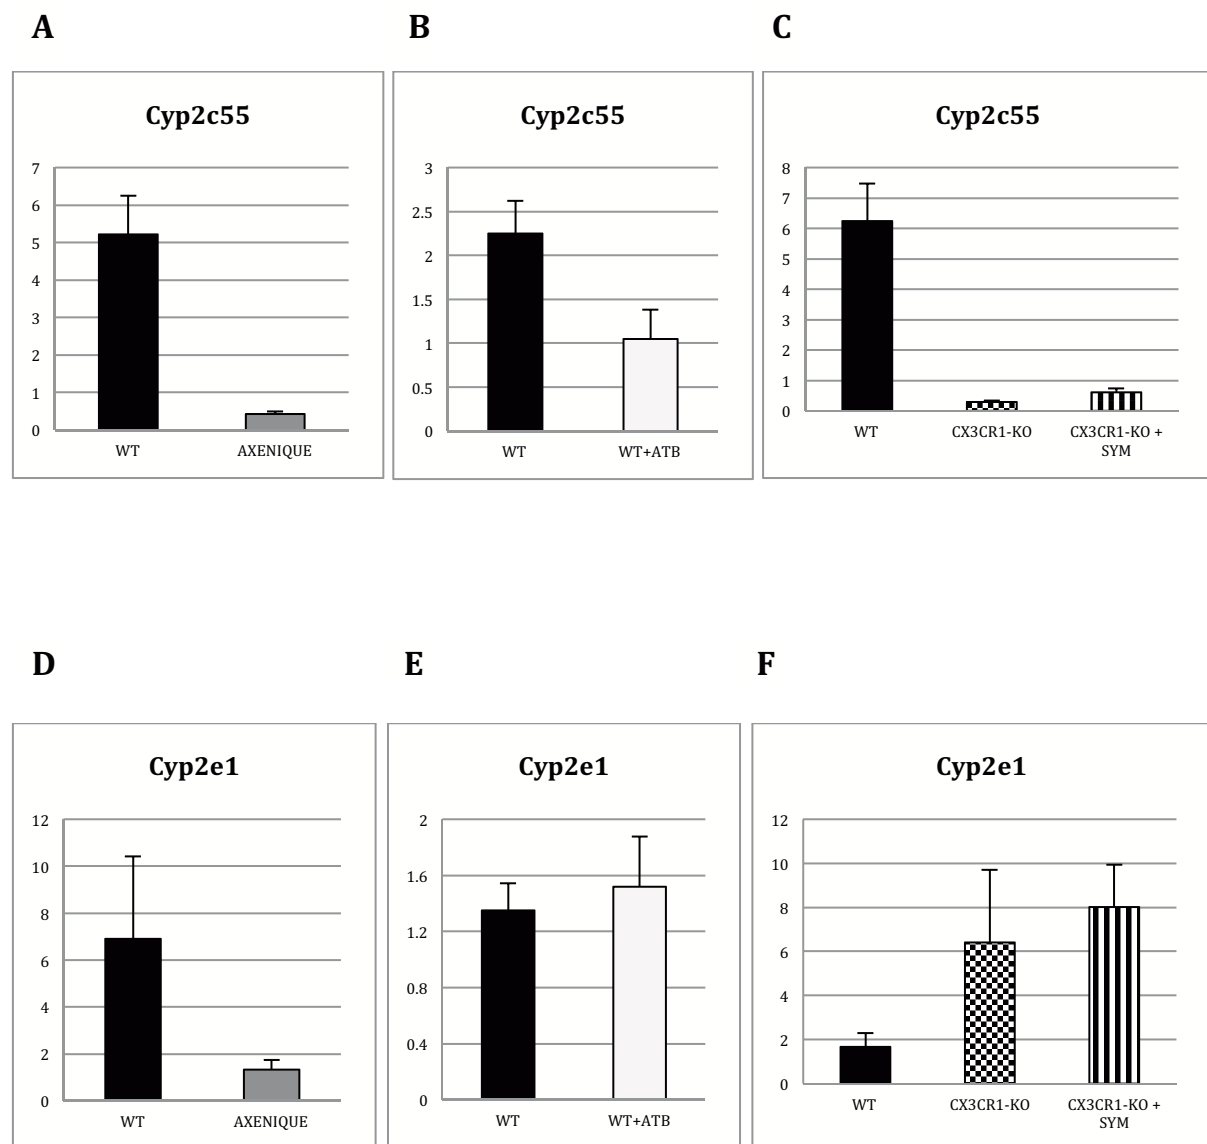 A
B
C
Cyp2c55
Cyp2c55
Cyp2c55
7
6
5
4
3
2
1
0
WT
AXENIQUE
3
2.5
2
1.5
1
0.5
0
WT
WT+ATB
8
7
6
5
4
3
2
1
0
WT
CX3CR1-KO
CX3CR1-KO +
SYM
D
E
F
Cyp2e1
Cyp2e1
Cyp2e1
12
10
8
6
4
2
0
WT
AXENIQUE
2
1.6
1.2
0.8
0.4
0
WT
WT+ATB
12
10
8
6
4
2
0
WT
CX3CR1-KO
CX3CR1-KO +
SYM